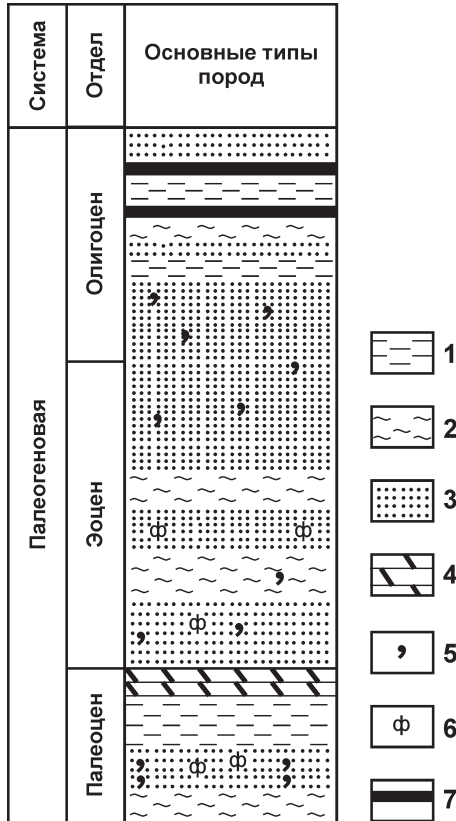 Система
Отдел
Основные типы
пород
Палеогеновая
Олигоцен
Эоцен
Палеоцен
ф ф
ф
ф ф
1
2
3
4
5
ф 6
7